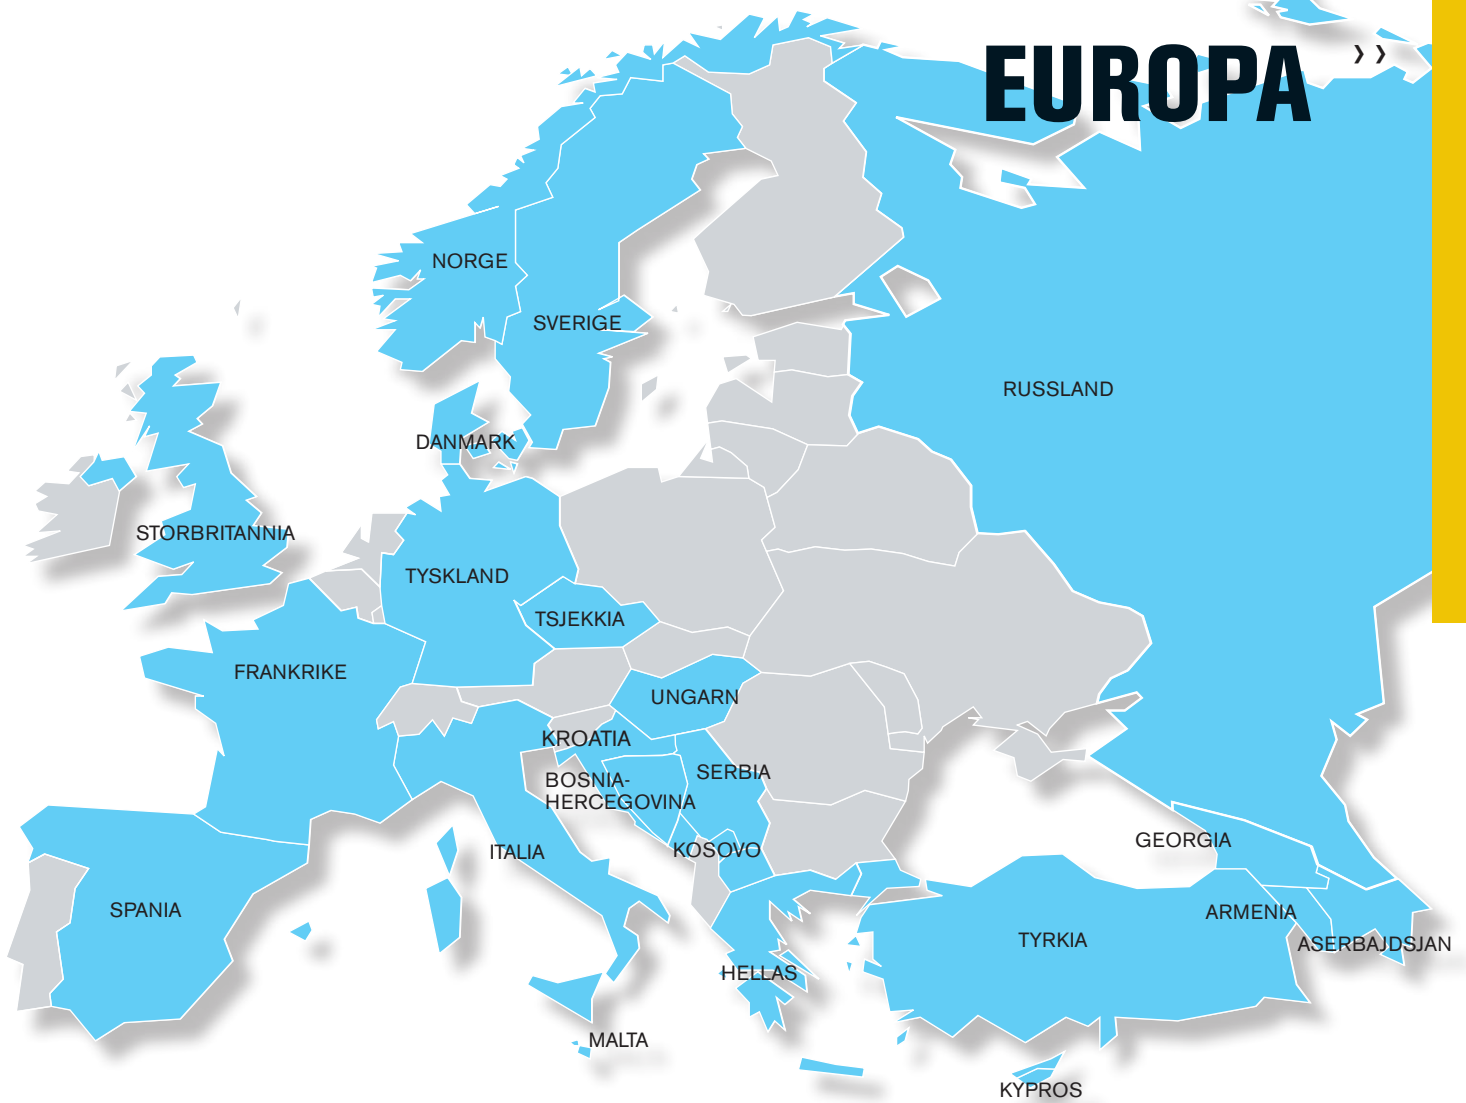 EUROPA ››
NORGE
SVERIGE
RUSSLAND
DANMARK
STORBRITANNIA
TYSKLAND
TSJEKKIA
FRANKRIKE
UNGARN
KROATIA
SERBIA
BOSNIA-
HERCEGOVINA
GEORGIA
ITALIA
KOSOVO
SPANIA
ARMENIA
TYRKIA
ASERBAJDSJAN
HELLAS
MALTA
KYPROS